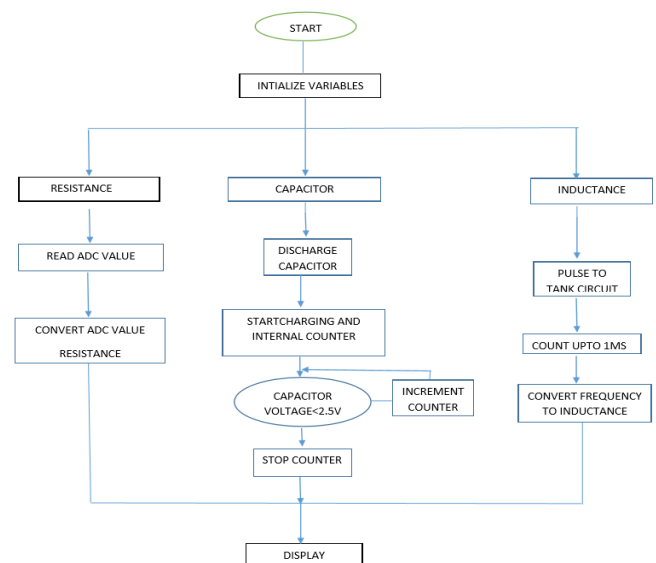 START
INTIALIZE VARIABLES
RESISTANCE
CAPACITOR
INDUCTANCE
READ ADC VALUE
DISCHARGE
CAPACITOR
PULSE TO
TANK CIRCUIT
CONVERT ADC VALUE
RESISTANCE
STARTCHARGING AND
INTERNAL COUNTER
COUNT UPTO 1MS
CAPACITOR
VOLTAGE<2.5V
INCREMENT
COUNTER
CONVERT FREQUENCY
TO INDUCTANCE
STOP COUNTER
DISPLAY